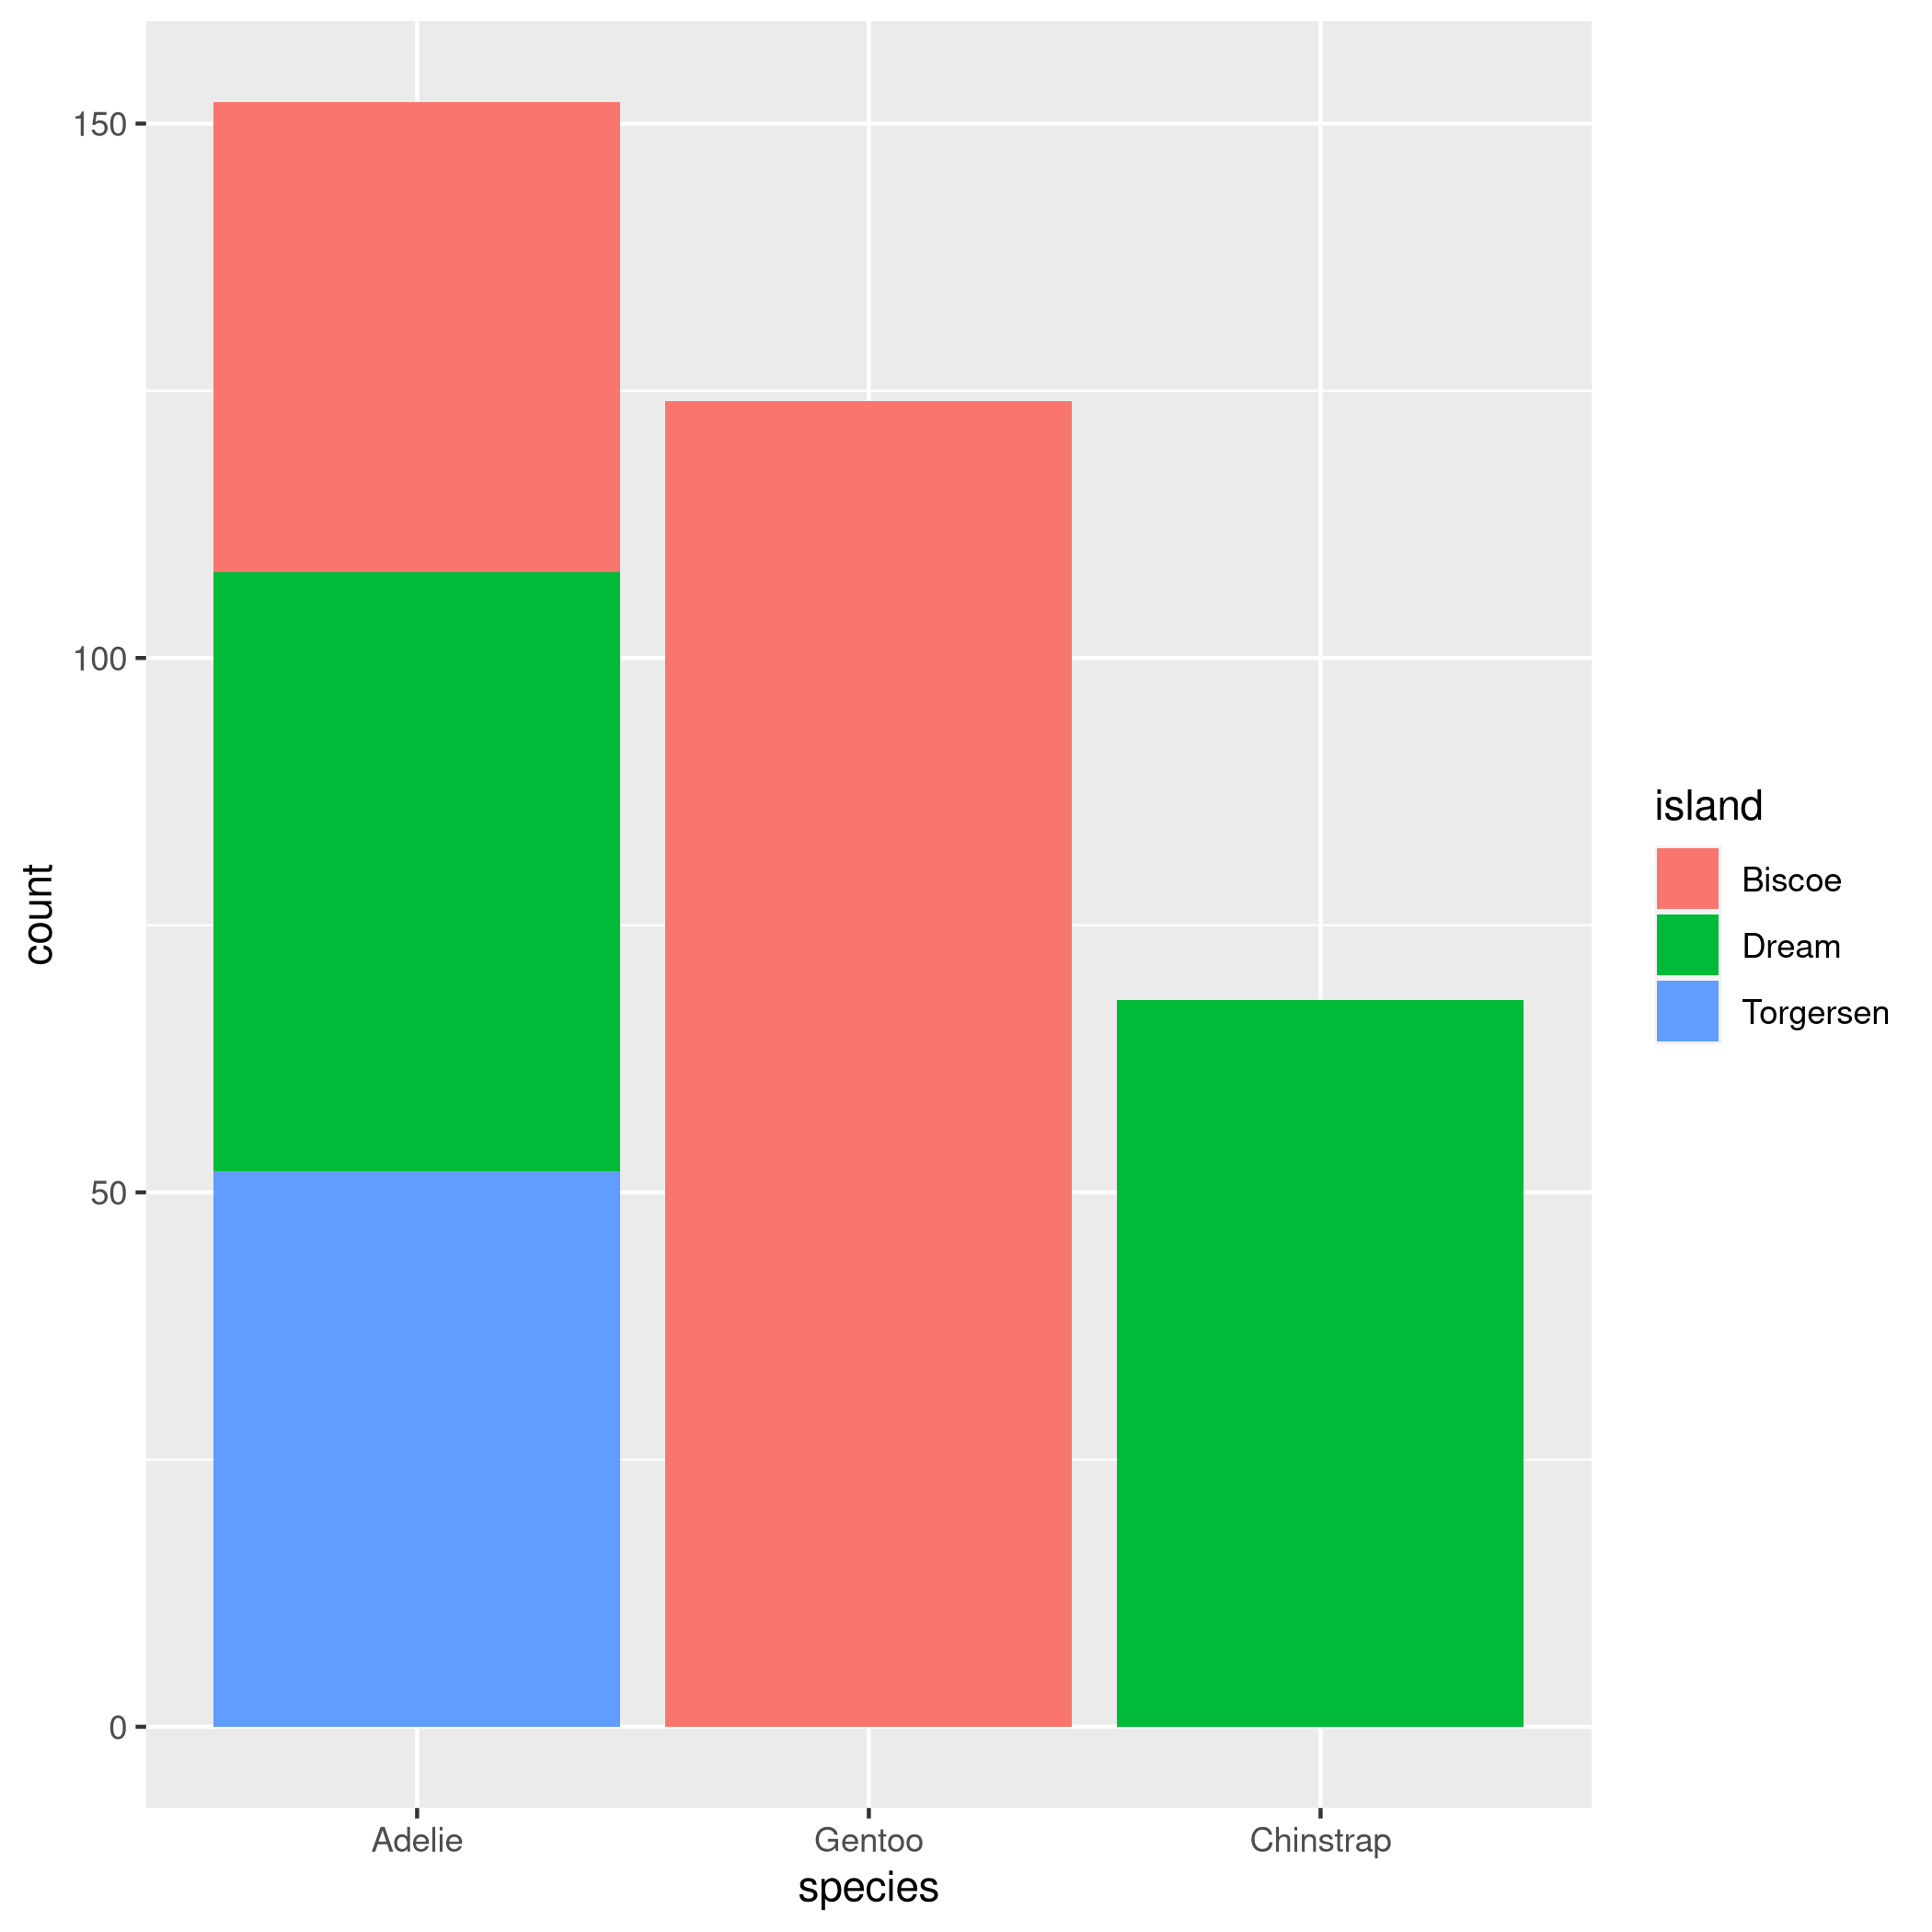 count
150
100
50
0
Adelie Gentoo Chinstrap
species
island
Biscoe
Dream
Torgersen